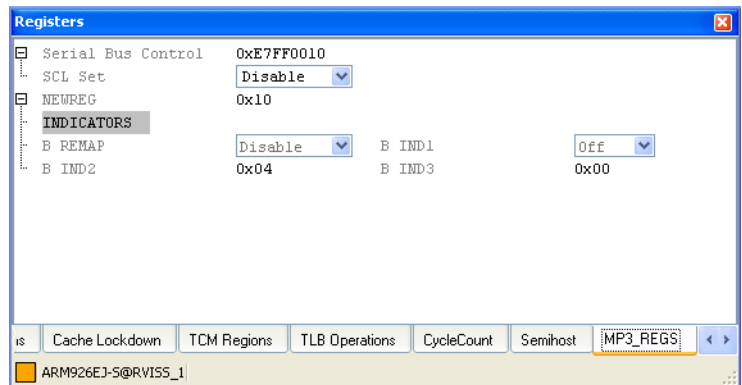 Registers
Serial Bus Control 0xE7FF0010
SCL Set Disable
NEWREG 0x10
INDICATORS
B REMAP Disable B IND1 Off
B IND2 0x04 B IND3 0x00
ıs Cache Lockdown TCM Regions TLB Operations CycleCount Semihost MP3_REGS
ARM926EJ-S@RVISS_1